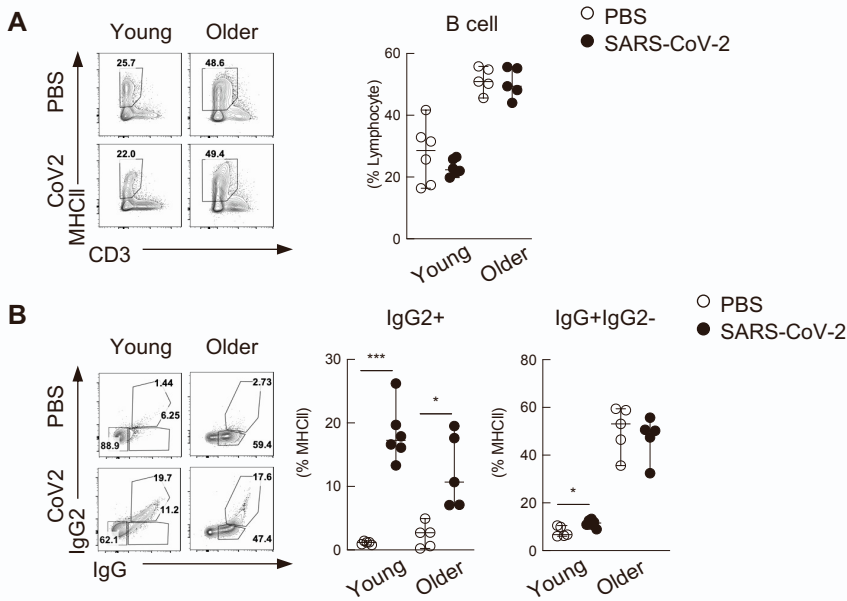 A
Young Older
PBS
25.7
48.6
CoV2
22.0
49.4
MHCII
CD3
B cell
PBS
SARS-CoV-2
(% Lymphocyte)
60
40
20
0
Young Older
B
Young Older
PBS
1.44
6.25
88.9
2.73
59.4
CoV2
19.7
11.2
62.1
17.6
47.4
IgG2
IgG
IgG2+
(% MHCII)
30
20
10
0
***
*
Young Older
IgG+IgG2-
PBS
SARS-CoV-2
(% MHCII)
80
60
40
20
0
*
Young Older